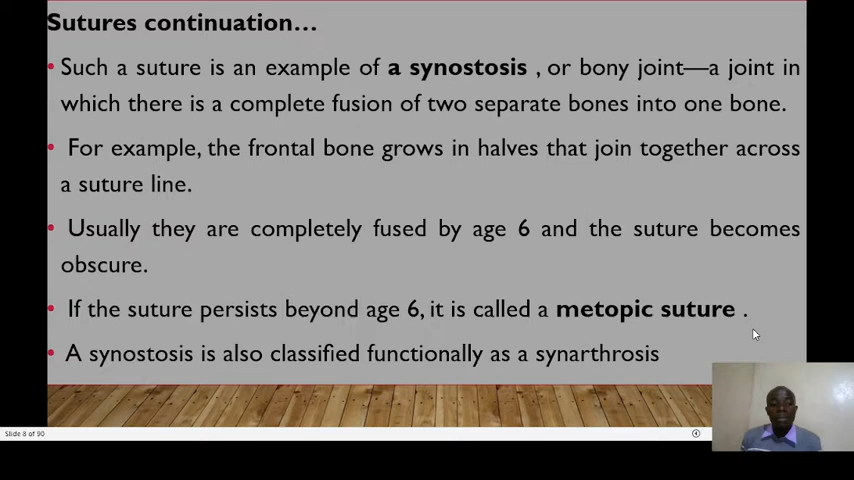 Sutures continuation…
• Such a suture is an example of a synostosis , or bony joint—a joint in
which there is a complete fusion of two separate bones into one bone.
• For example, the frontal bone grows in halves that join together across
a suture line.
• Usually they are completely fused by age 6 and the suture becomes
obscure.
• If the suture persists beyond age 6, it is called a metopic suture .
• A synostosis is also classified functionally as a synarthrosis
Slide 8 of 90